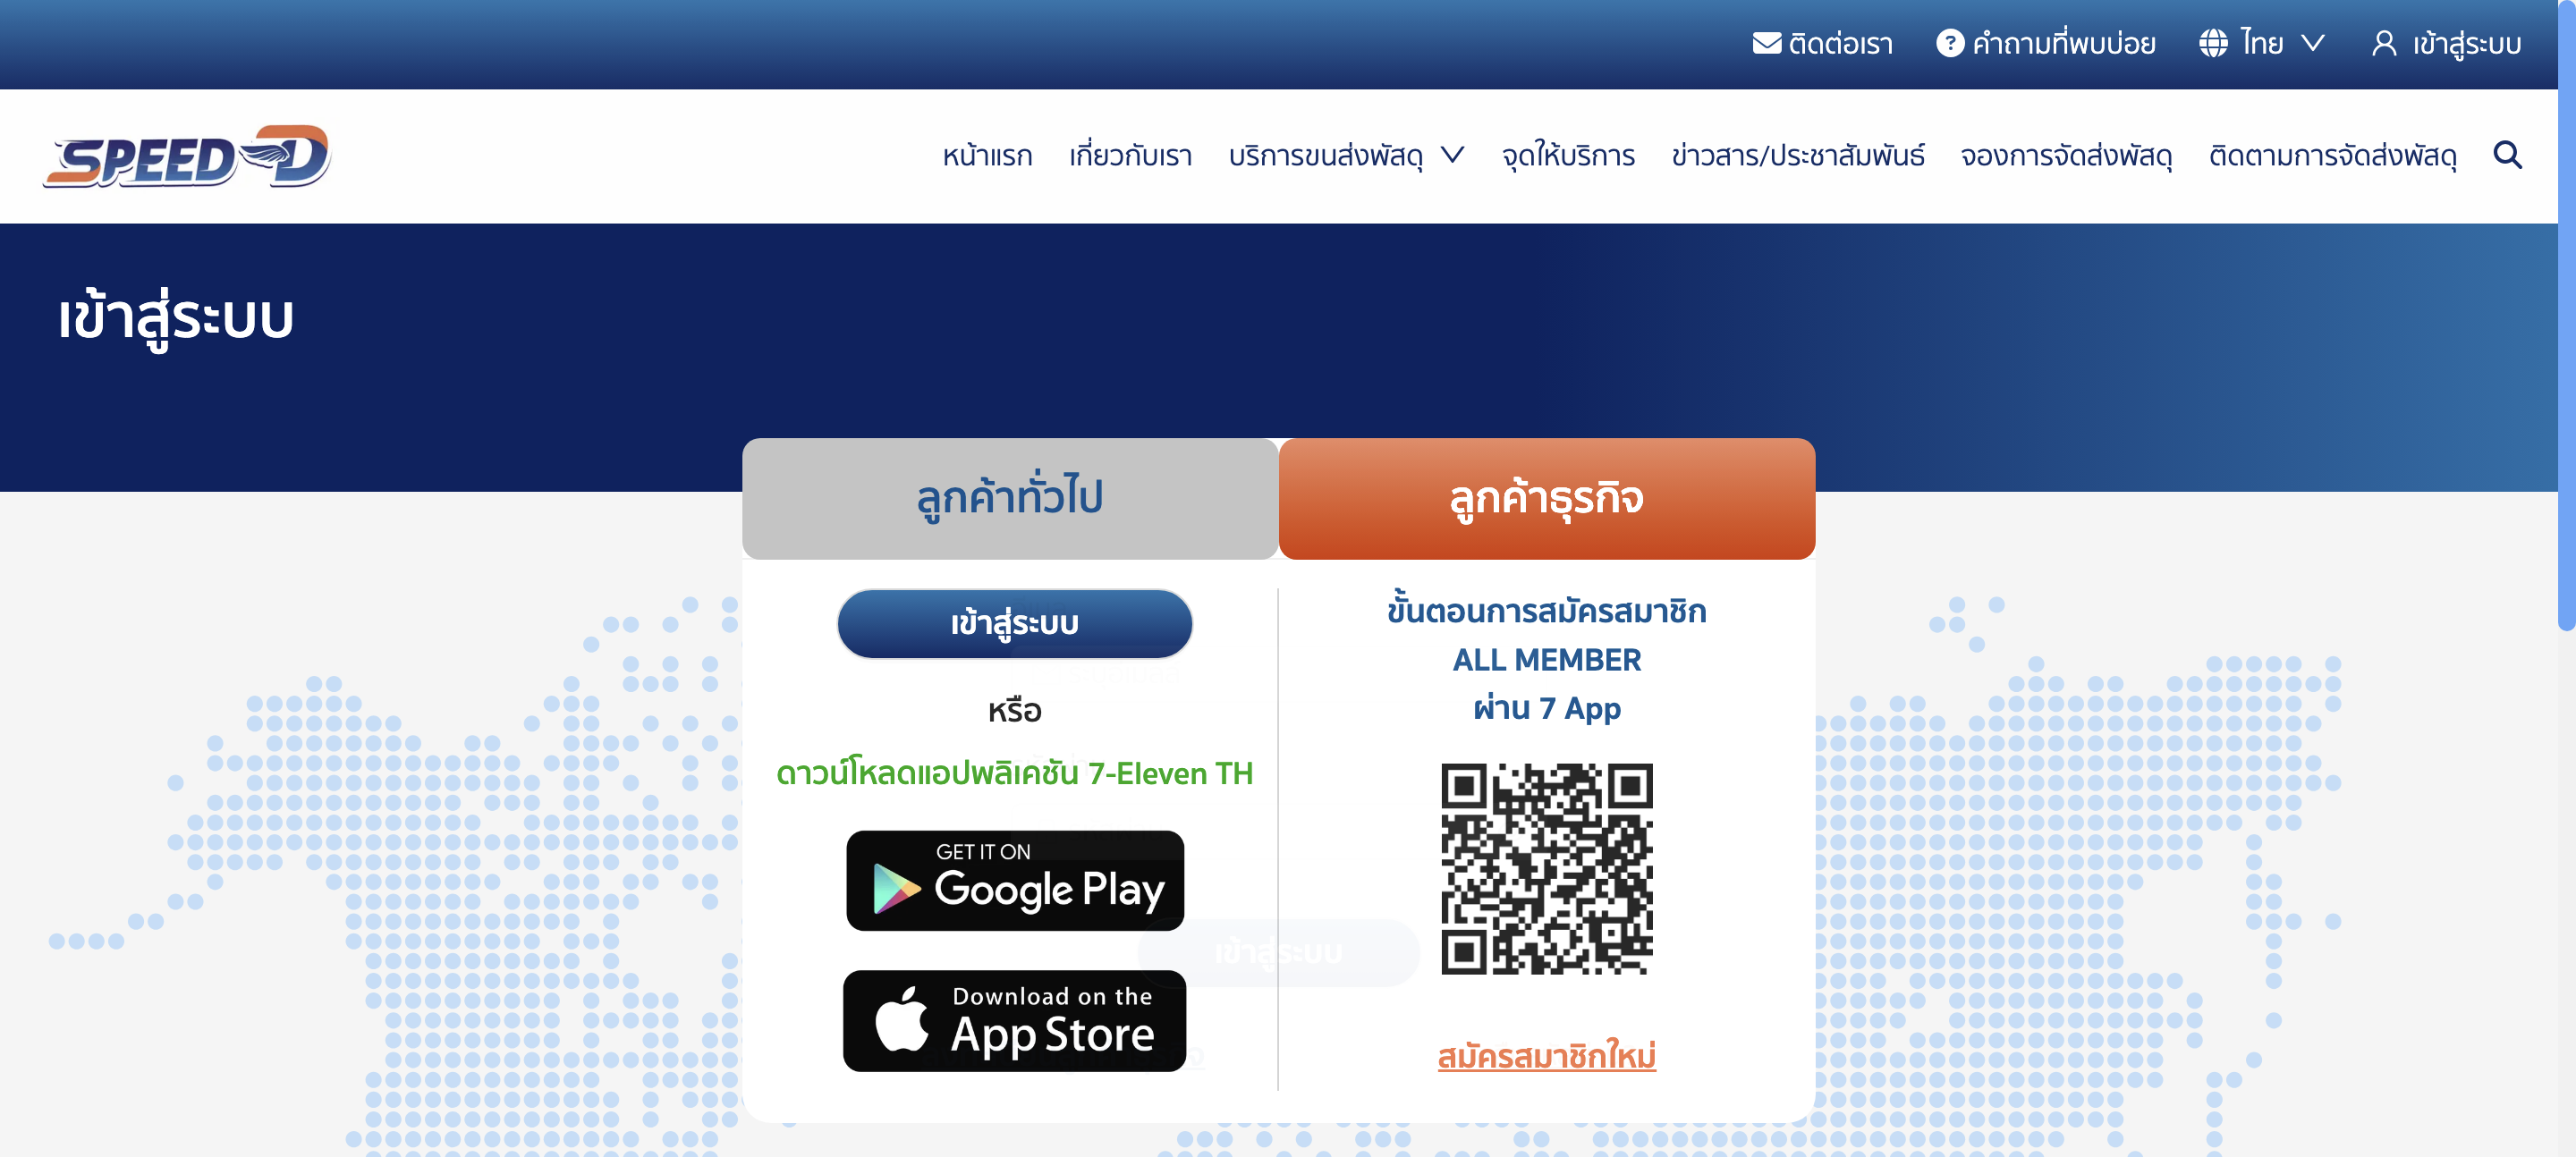 ติดต่อเรา
คำถามที่พบบ่อย
ไทย
เข้าสู่ระบบ
SPEED-D
หน้าแรก
เกี่ยวกับเรา
บริการขนส่งพัสดุ
จุดให้บริการ
ข่าวสาร/ประชาสัมพันธ์
จองการจัดส่งพัสดุ
ติดตามการจัดส่งพัสดุ
เข้าสู่ระบบ
ลูกค้าทั่วไป
ลูกค้าธุรกิจ
เข้าสู่ระบบ
หรือ
ดาวน์โหลดแอปพลิเคชัน 7-Eleven TH
GET IT ON
Google Play
Download on the
App Store
ขั้นตอนการสมัครสมาชิก
ALL MEMBER
ผ่าน 7 App
เข้าสู่ระบบ
สมัครสมาชิกใหม่